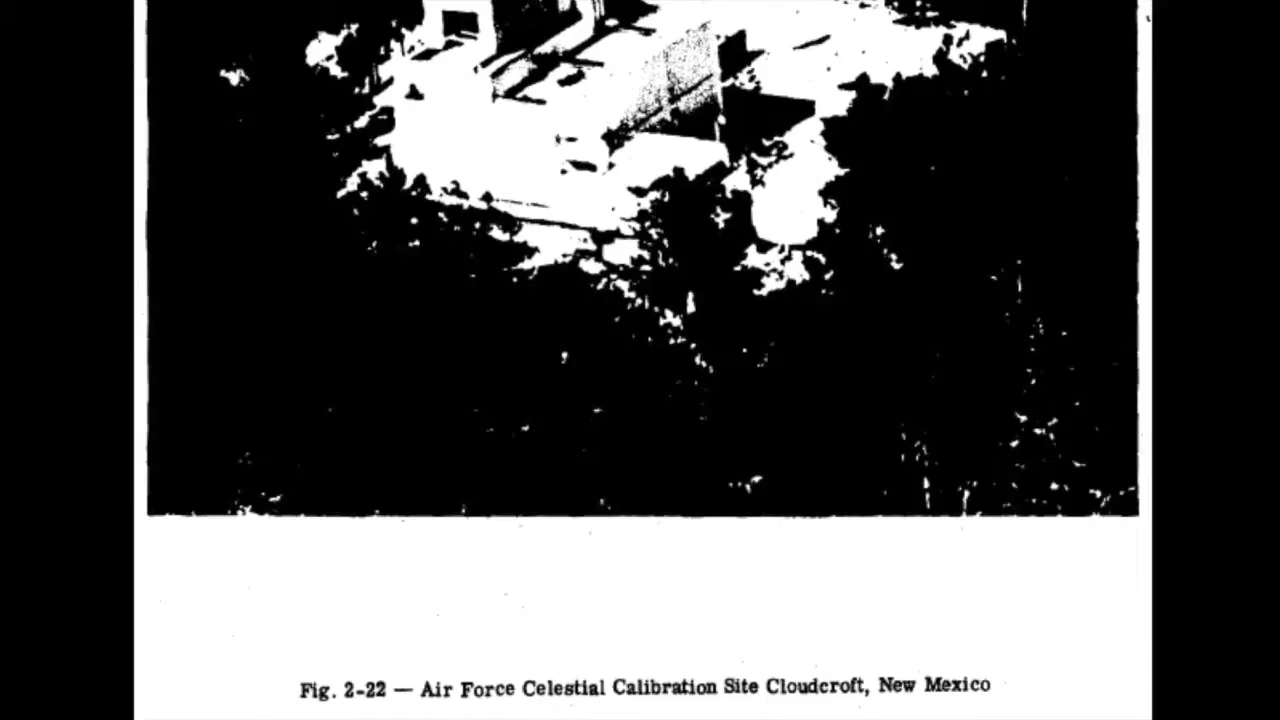 Fig. 2-22 — Air Force Celestial Calibration Site Cloudcroft, New Mexico